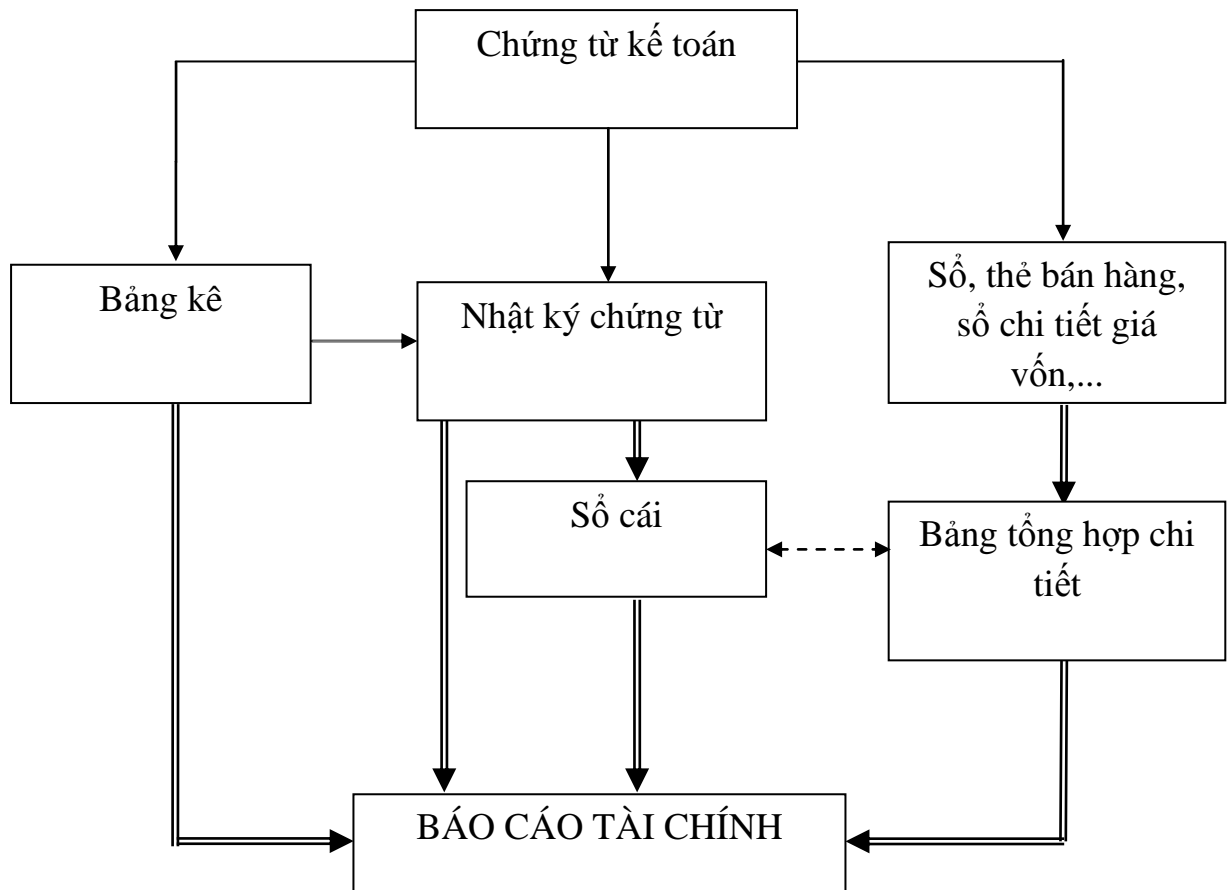 Chứng từ kế toán
Bảng kê
Nhật ký chứng từ
Sổ, thẻ bán hàng,
sổ chi tiết giá
vốn,...
Sổ cái
Bảng tổng hợp chi
tiết
BÁO CÁO TÀI CHÍNH